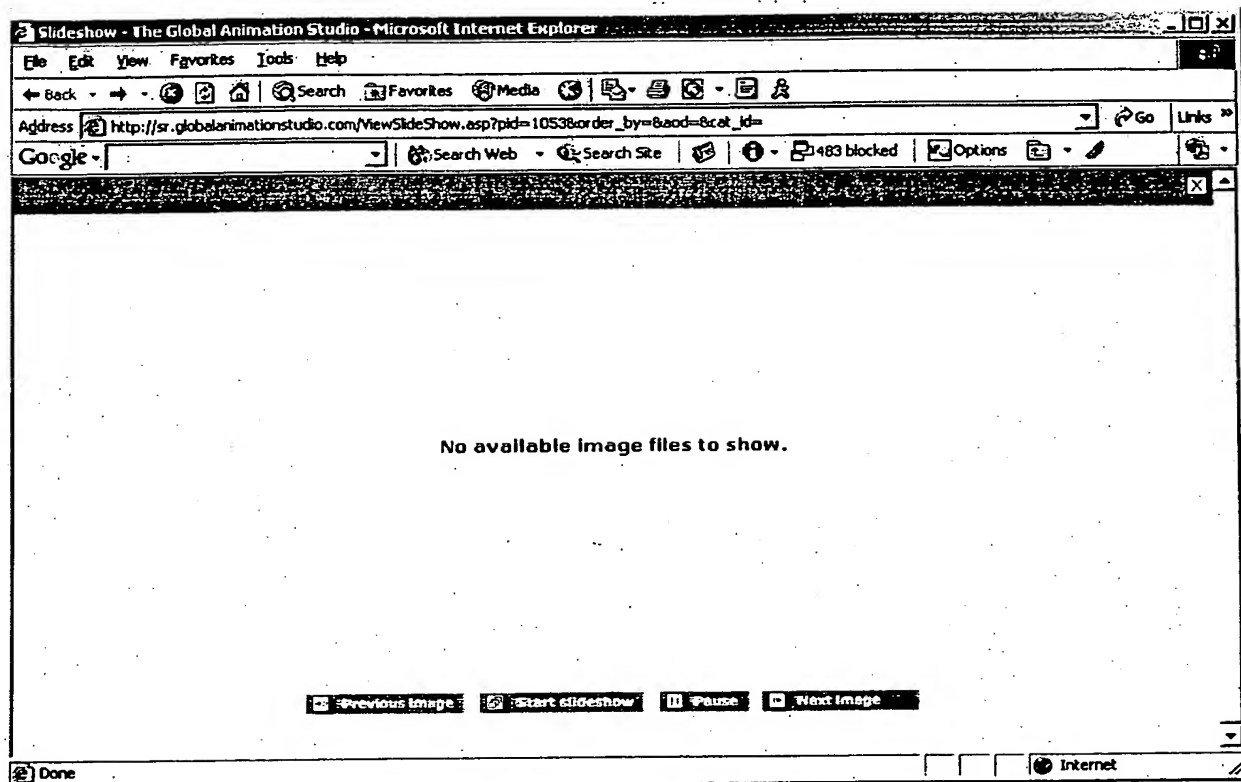 Slideshow - The Global Animation Studio - Microsoft Internet Explorer
File Edit View Favorites Tools Help
Back Search Favorites Media
Address http://sr.globalanimationstudio.com/ViewSlideShow.asp?pid=1053&order_by=&aod=&cat_id= Go Links »
Google Search Web Search Site 1483 blocked Options
No available image files to show.
Previous Image Start slideshow Pause Next Image
Done Internet